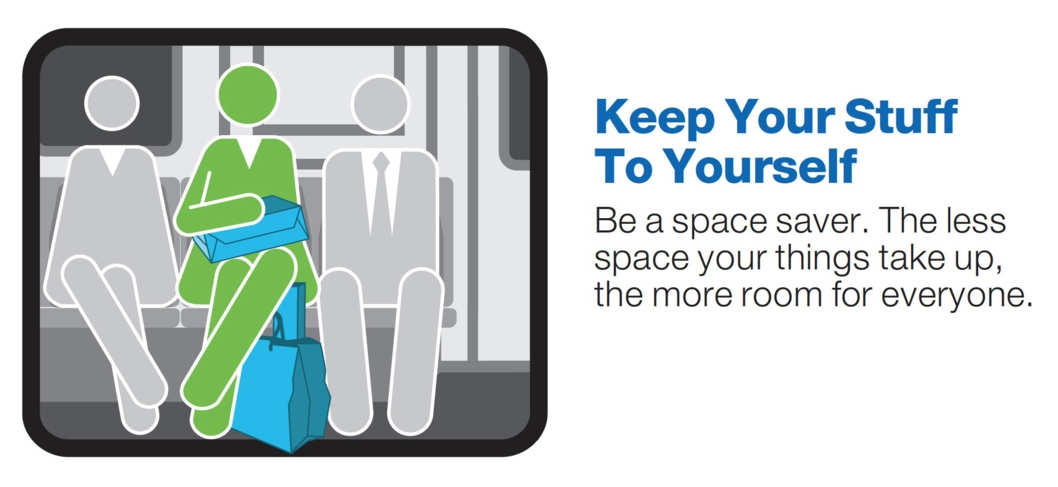 Keep Your Stuff
To Yourself
Be a space saver. The less
space your things take up,
the more room for everyone.